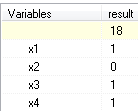 Variables result
18
x1 1
x2 0
x3 1
x4 1